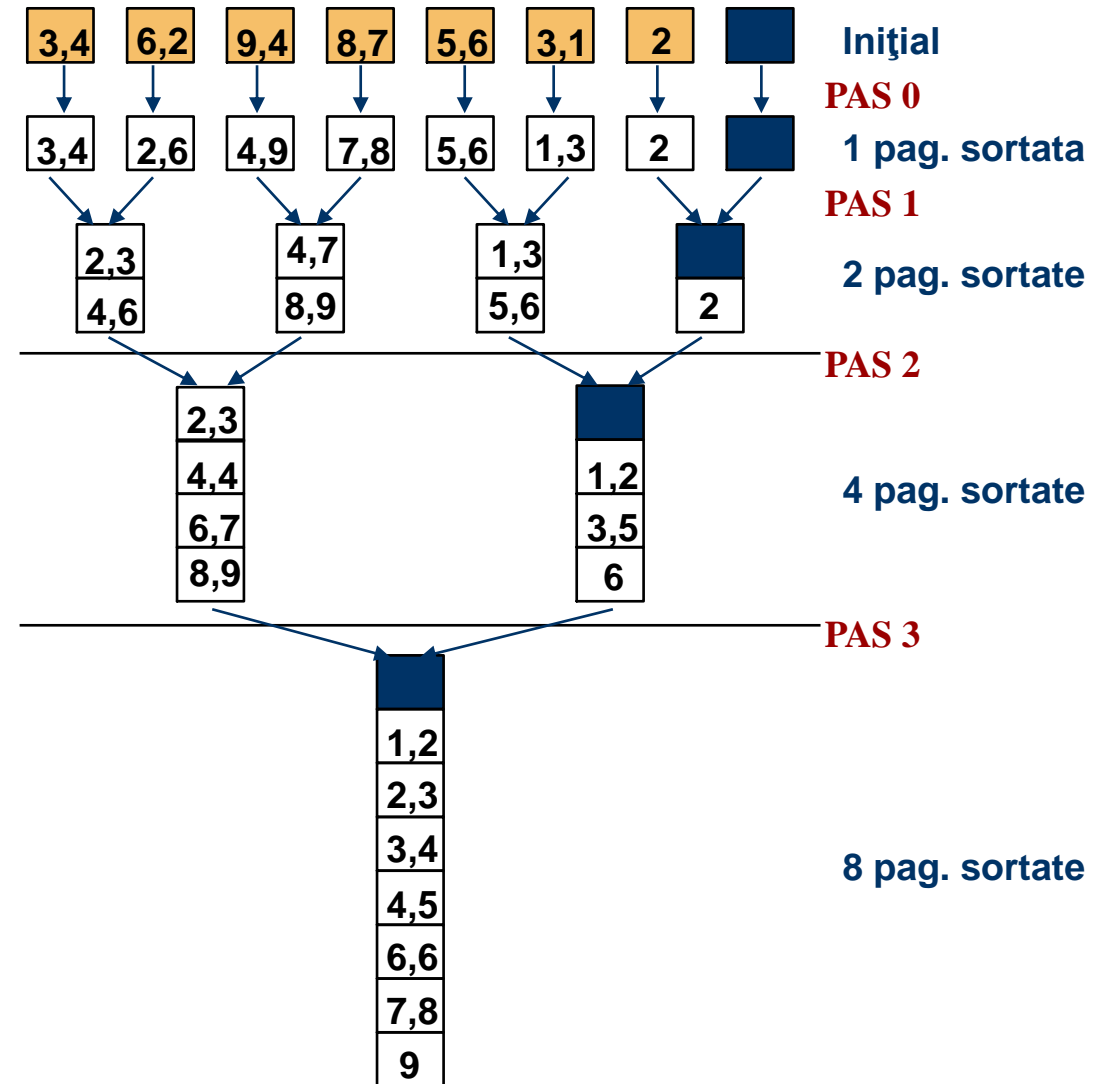 3,4 6,2 9,4 8,7 5,6 3,1 2 Iniţial
PAS 0
3,4 2,6 4,9 7,8 5,6 1,3 2 1 pag. sortata
PAS 1
2,3 4,7 1,3
2 pag. sortate
4,6 8,9 5,6 2
PAS 2
2,3
4,4 1,2
4 pag. sortate
6,7 3,5
8,9 6
PAS 3
1,2
2,3
3,4
8 pag. sortate
4,5
6,6
7,8
9